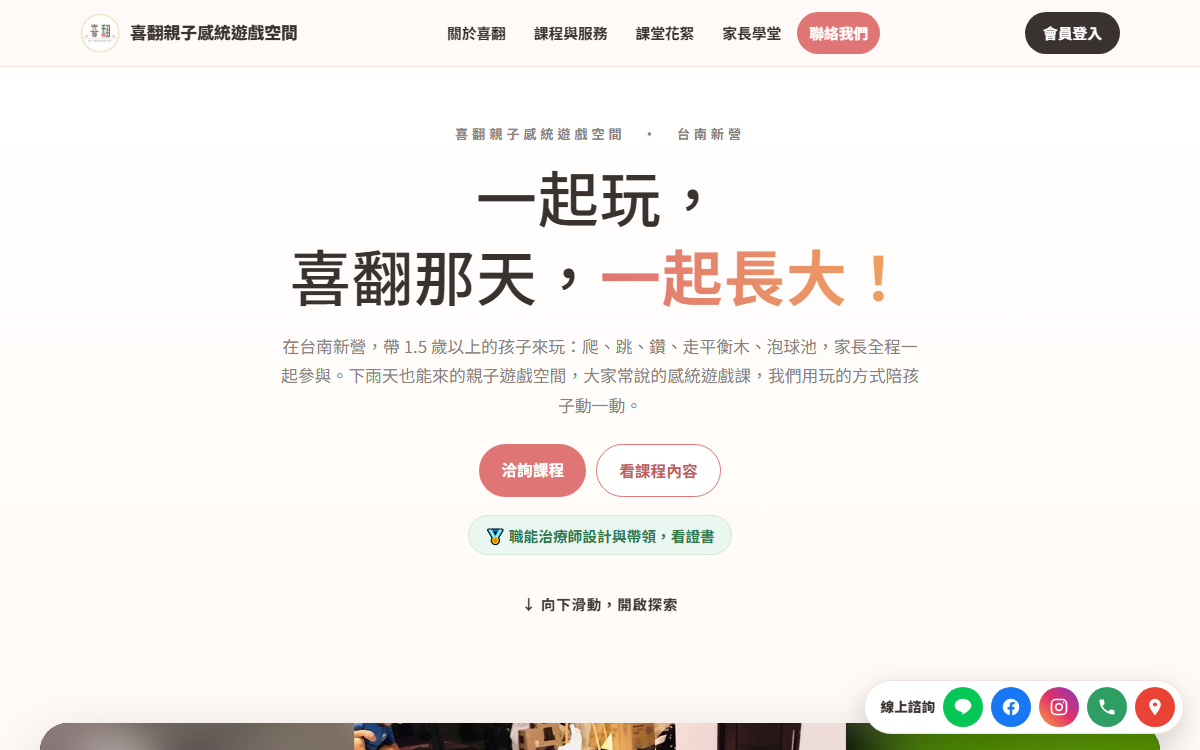 喜翻
喜翻親子感統遊戲空間
關於喜翻
課程與服務
課堂花絮
家長學堂
聯絡我們
會員登入
喜翻親子感統遊戲空間 · 台南新營
一起玩，
喜翻那天，一起長大！
在台南新營，帶 1.5 歲以上的孩子來玩：爬、跳、鑽、走平衡木、泡球池，家長全程一
起參與。下雨天也能來的親子遊戲空間，大家常說的感統遊戲課，我們用玩的方式陪孩
子動一動。
洽詢課程
看課程內容
🏅 職能治療師設計與帶領，看證書
↓ 向下滑動，開啟探索
線上諮詢